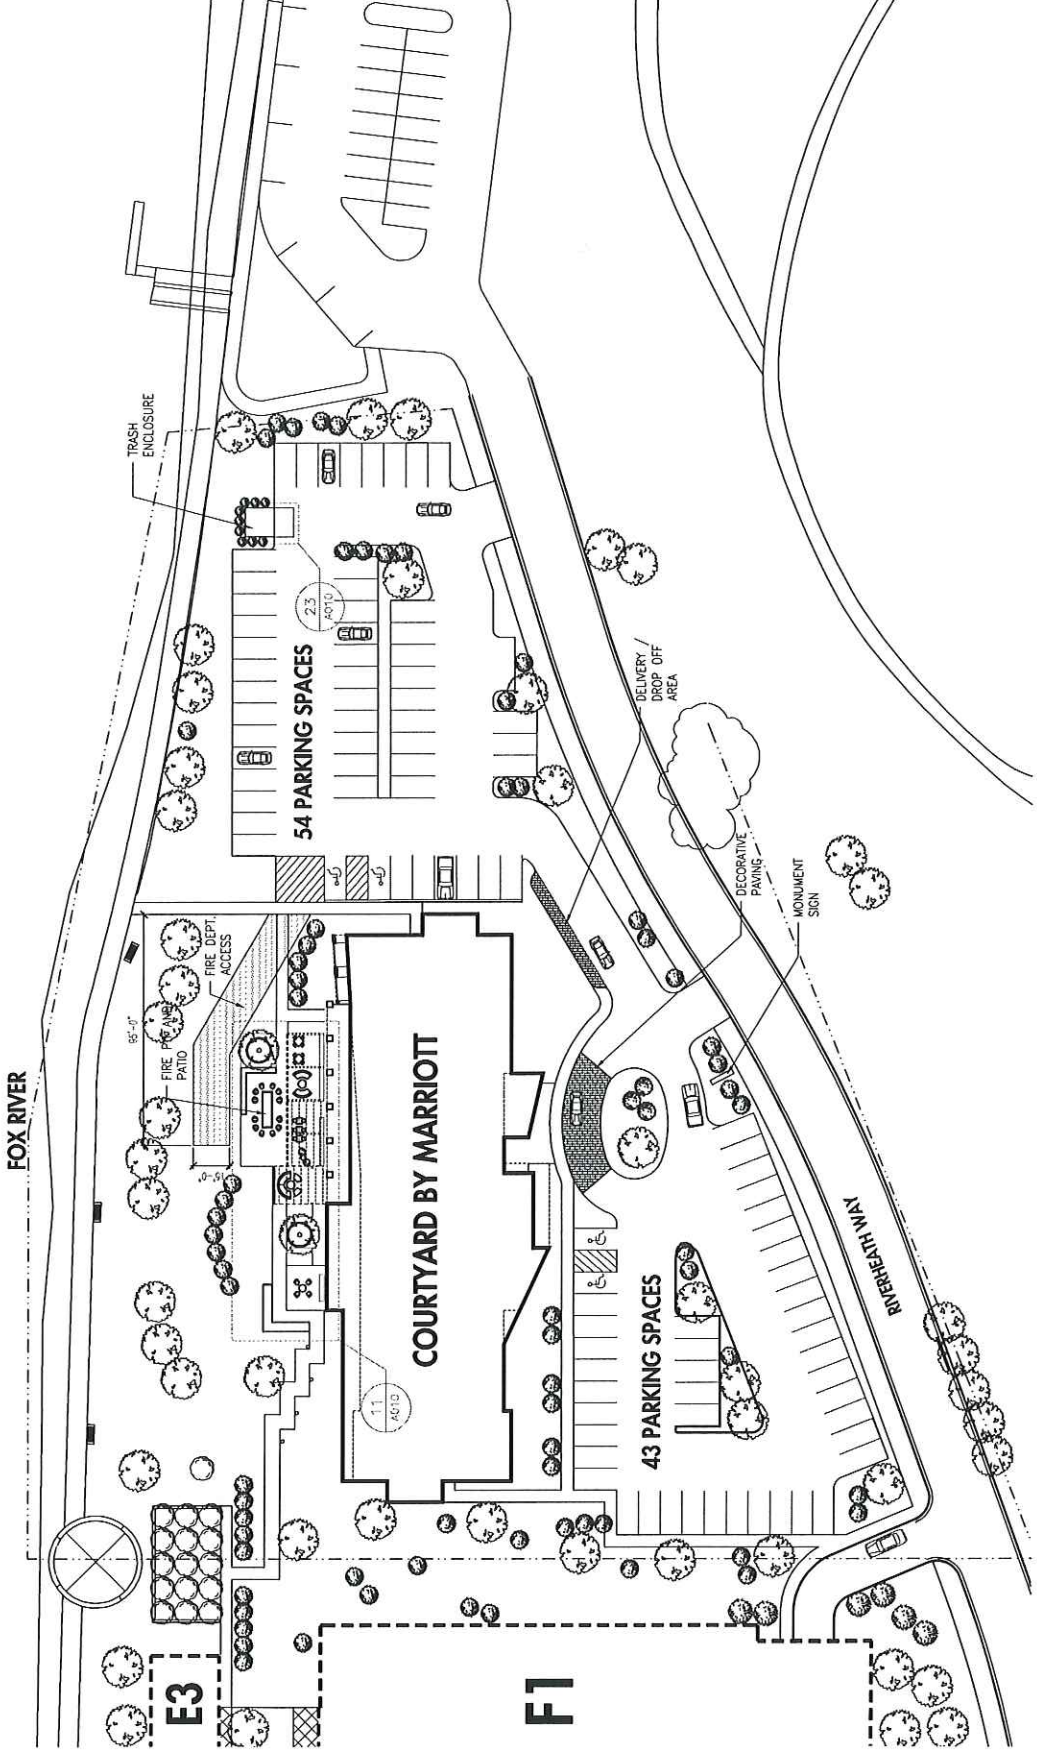 FOX RIVER
TRASH
ENCLOSURE
23
A010
54 PARKING SPACES
DELIVERY /
DROP OFF
AREA
DECORATIVE
PAVING
MONUMENT
SIGN
FIRE DEPT.
ACCESS
95'-0"
FIRE PIT AND
PATIO
15'-0"
COURTYARD BY MARRIOTT
11
A010
43 PARKING SPACES
RIVERHEATH WAY
E3
F1